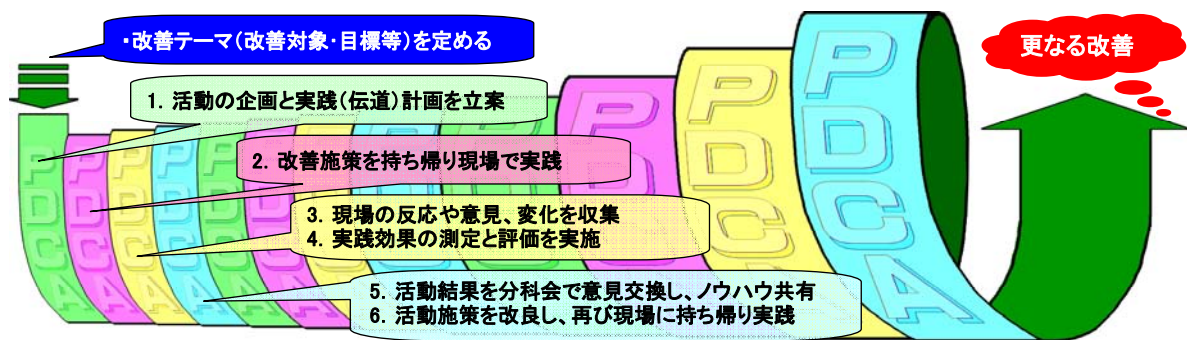 ・改善テーマ(改善対象・目標等)を定める
更なる改善
1. 活動の企画と実践(伝道)計画を立案
2. 改善施策を持ち帰り現場で実践
3. 現場の反応や意見、変化を収集
4. 実践効果の測定と評価を実施
5. 活動結果を分科会で意見交換し、ノウハウ共有
6. 活動施策を改良し、再び現場に持ち帰り実践
PDCA
PDCA
PDCA
PDCA
PDCA
PDCA